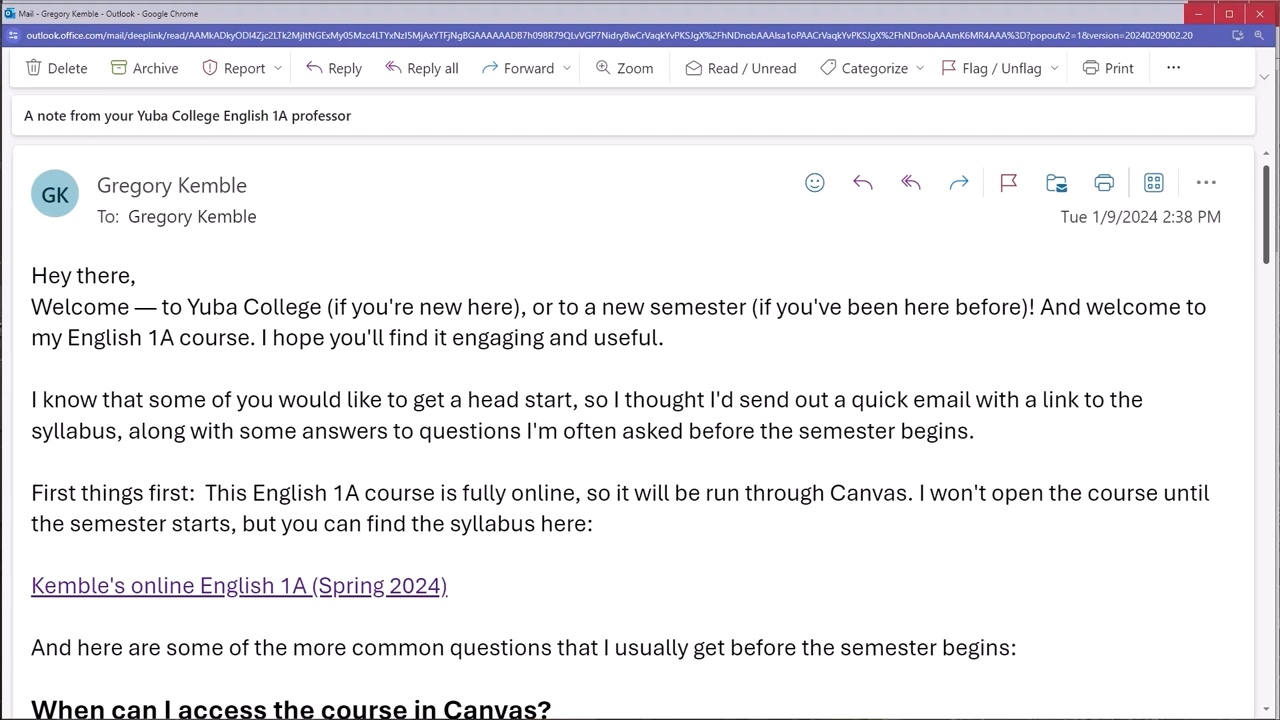 Mail - Gregory Kemble - Outlook - Google Chrome
Delete Archive Report Reply Reply all Forward Zoom Read / Unread Categorize Flag / Unflag Print
A note from your Yuba College English 1A professor
GK
Gregory Kemble
To: Gregory Kemble
Tue 1/9/2024 2:38 PM
Hey there,
Welcome — to Yuba College (if you're new here), or to a new semester (if you've been here before)! And welcome to
my English 1A course. I hope you'll find it engaging and useful.
I know that some of you would like to get a head start, so I thought I'd send out a quick email with a link to the
syllabus, along with some answers to questions I'm often asked before the semester begins.
First things first:  This English 1A course is fully online, so it will be run through Canvas. I won't open the course until
the semester starts, but you can find the syllabus here:
Kemble's online English 1A (Spring 2024)
And here are some of the more common questions that I usually get before the semester begins:
When can I access the course in Canvas?